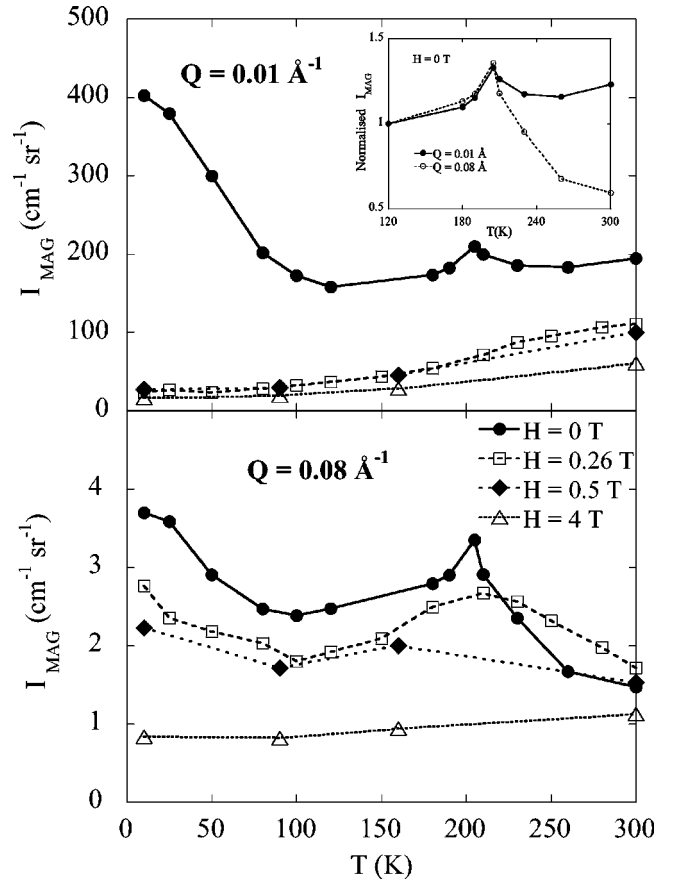 500
400
300
200
100
0
I_MAG (cm⁻¹ sr⁻¹)
Q = 0.01 Å⁻¹
1.5
1
0.5
Normalised I_MAG
H = 0 T
Q = 0.01 Å
Q = 0.08 Å
120 180 240 300
T(K)
Q = 0.08 Å⁻¹
H = 0 T
H = 0.26 T
H = 0.5 T
H = 4 T
4
3
2
1
0
I_MAG (cm⁻¹ sr⁻¹)
0 50 100 150 200 250 300
T (K)